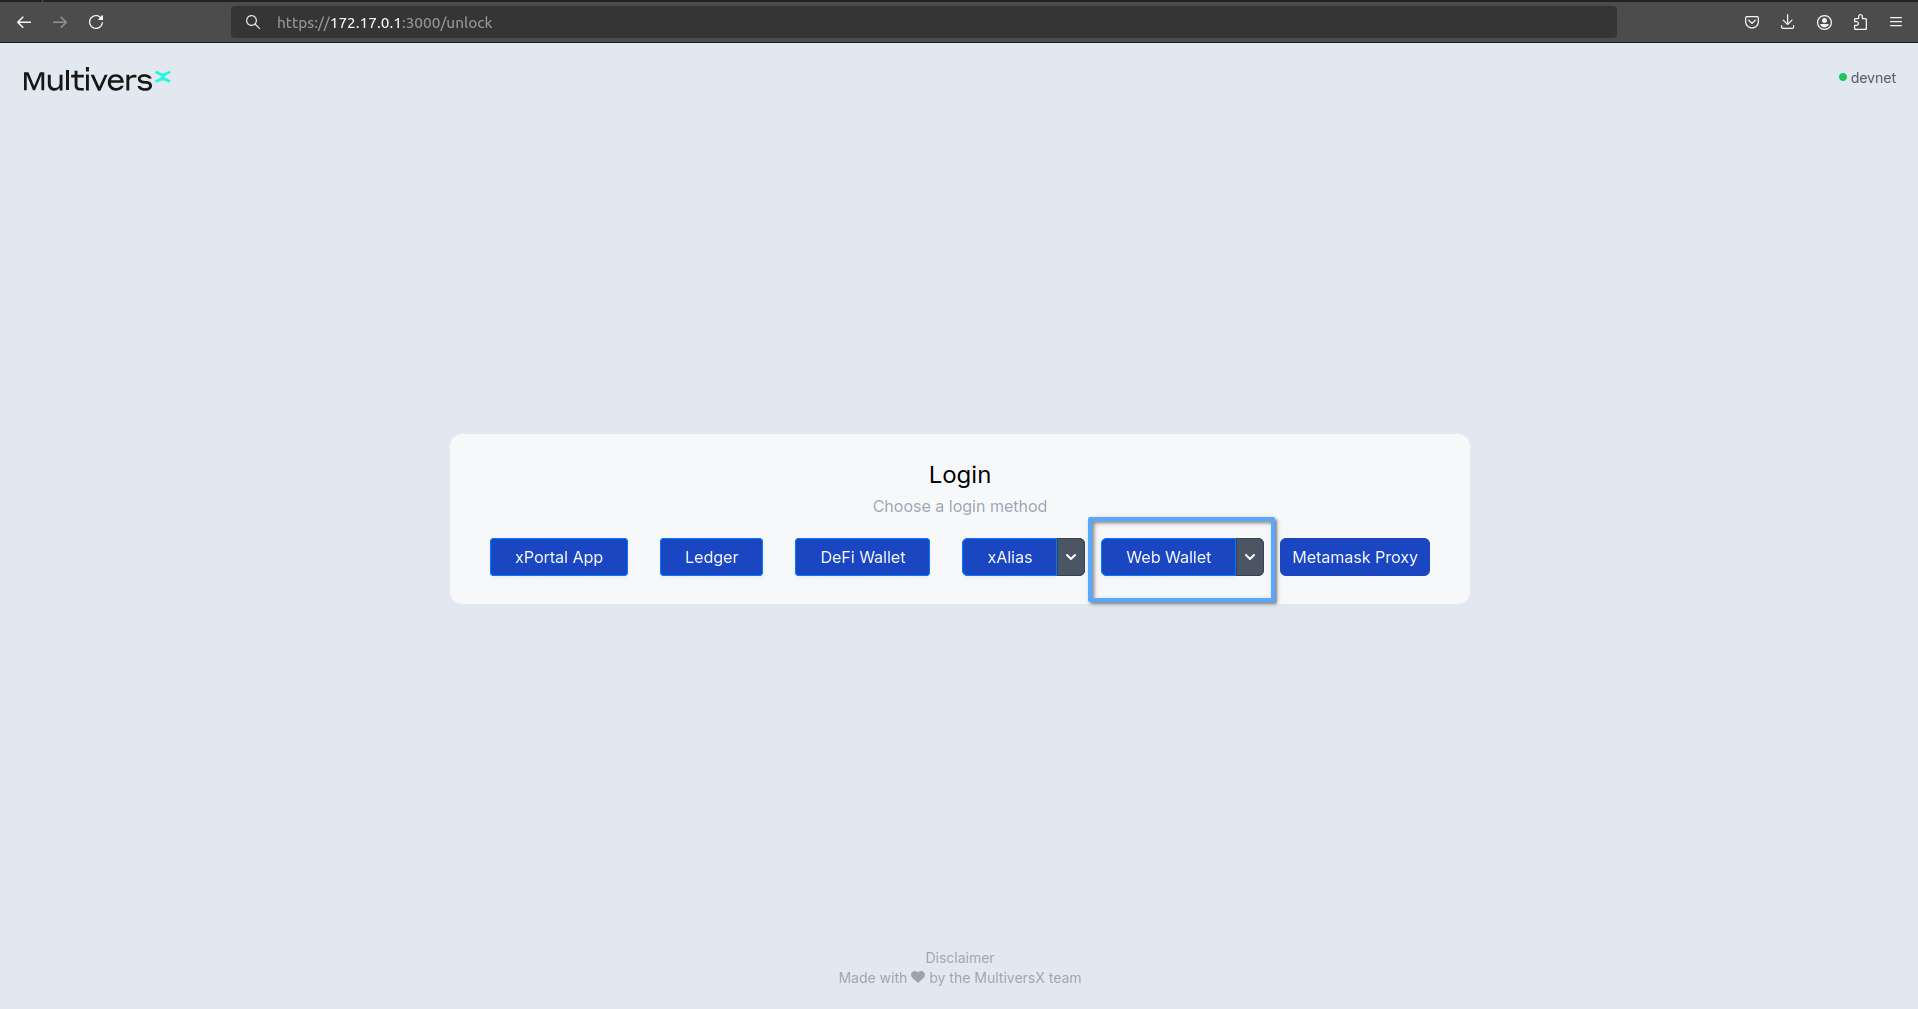 https://172.17.0.1:3000/unlock
MultiversX
devnet
Login
Choose a login method
xPortal App
Ledger
DeFi Wallet
xAlias
Web Wallet
Metamask Proxy
Disclaimer
Made with ❤ by the MultiversX team